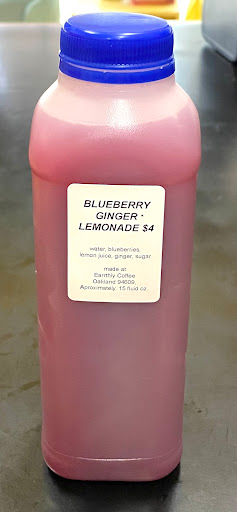 BLUEBERRY
GINGER *
LEMONADE $4
water, blueberries,
lemon juice, ginger, sugar
made at
Earthly Coffee
Oakland 94609,
Aproximately, 15 fluid oz.